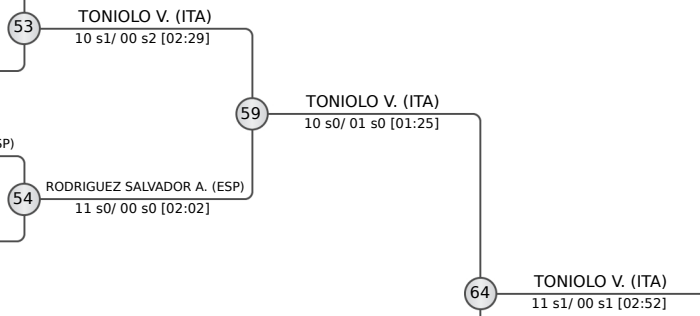 53
TONIOLO V. (ITA)
10 s1/ 00 s2 [02:29]
59
TONIOLO V. (ITA)
10 s0/ 01 s0 [01:25]
SP)
54
RODRIGUEZ SALVADOR A. (ESP)
11 s0/ 00 s0 [02:02]
64
TONIOLO V. (ITA)
11 s1/ 00 s1 [02:52]